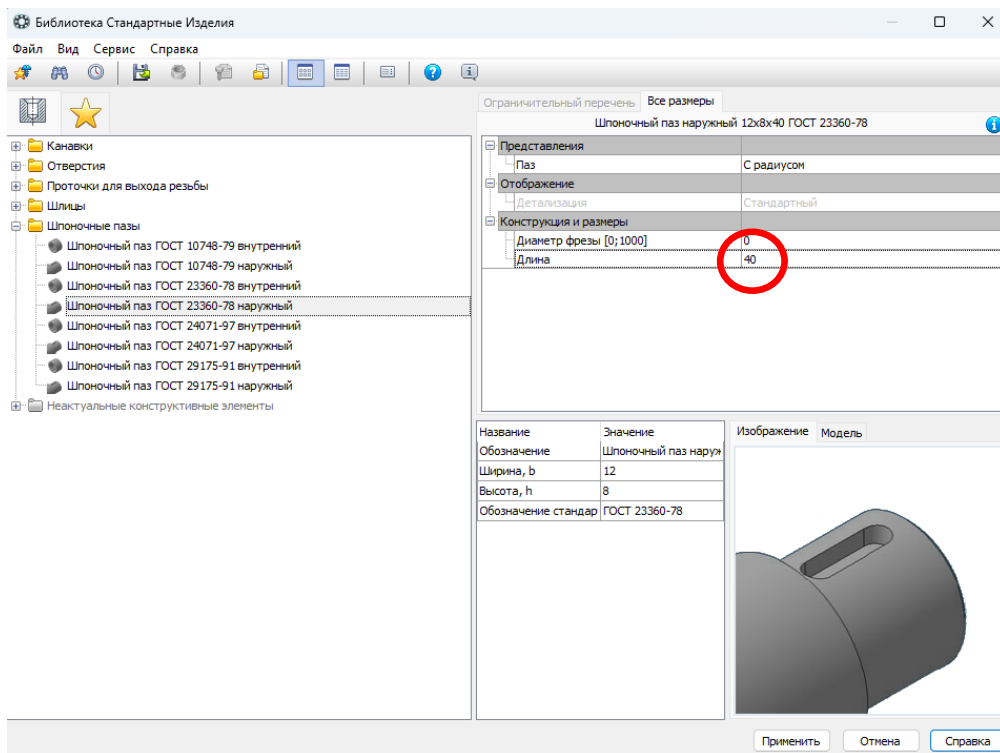 Библиотека Стандартные Изделия
Файл Вид Сервис Справка
Ограничительный перечень Все размеры
Шпоночный паз наружный 12x8x40 ГОСТ 23360-78
Канавки
Отверстия
Проточки для выхода резьбы
Шлицы
Шпоночные пазы
Шпоночный паз ГОСТ 10748-79 внутренний
Шпоночный паз ГОСТ 10748-79 наружный
Шпоночный паз ГОСТ 23360-78 внутренний
Шпоночный паз ГОСТ 23360-78 наружный
Шпоночный паз ГОСТ 24071-97 внутренний
Шпоночный паз ГОСТ 24071-97 наружный
Шпоночный паз ГОСТ 29175-91 внутренний
Шпоночный паз ГОСТ 29175-91 наружный
Неактуальные конструктивные элементы
Представления
Паз С радиусом
Отображение
Детализация Стандартный
Конструкция и размеры
Диаметр фрезы [0;1000] 0
Длина 40
Название Значение
Обозначение Шпоночный паз наруж
Ширина, b 12
Высота, h 8
Обозначение стандар ГОСТ 23360-78
Изображение Модель
Применить Отмена Справка